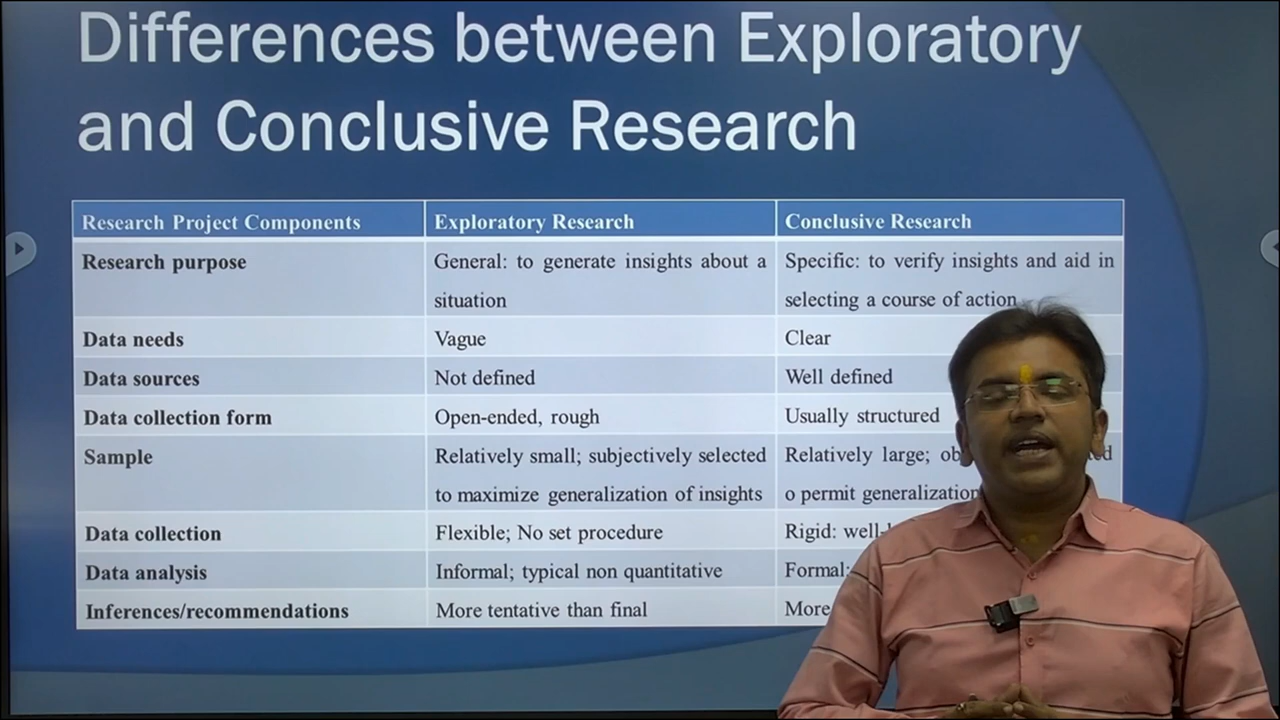 Differences between Exploratory
and Conclusive Research
Research Project Components Exploratory Research Conclusive Research
Research purpose General: to generate insights about a Specific: to verify insights and aid in
situation selecting a course of action
Data needs Vague Clear
Data sources Not defined Well defined
Data collection form Open-ended, rough Usually structured
Sample Relatively small; subjectively selected Relatively large;
to maximize generalization of insights o permit generalization
Data collection Flexible; No set procedure Rigid:
Data analysis Informal; typical non quantitative Formal:
Inferences/recommendations More tentative than final More